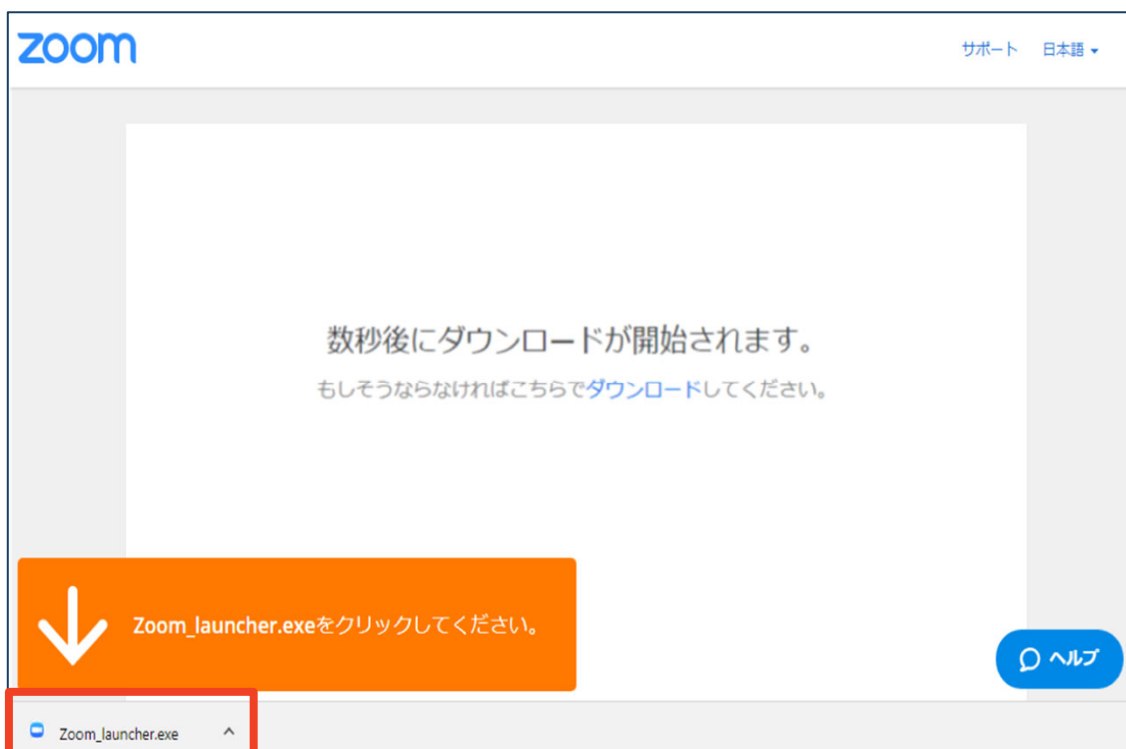 zoom
サポート 日本語
数秒後にダウンロードが開始されます。
もしそうならなければこちらでダウンロードしてください。
Zoom_launcher.exeをクリックしてください。
ヘルプ
Zoom_launcher.exe